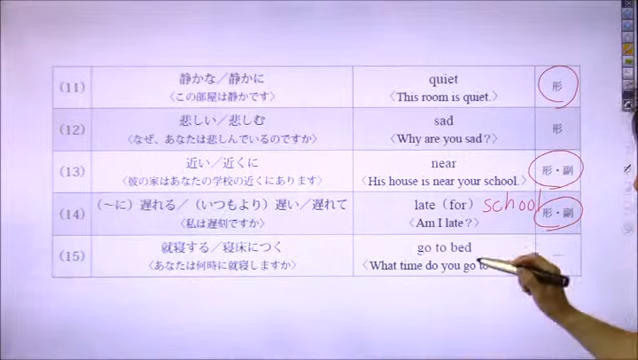 (11) 静かな／静かに quiet 形
〈この部屋は静かです〉 〈This room is quiet.〉
(12) 悲しい／悲しむ sad 形
〈なぜ、あなたは悲しんでいるのですか〉 〈Why are you sad？〉
(13) 近い／近くに near 形・副
〈彼の家はあなたの学校の近くにあります〉 〈His house is near your school.〉
(14) （〜に）遅れる／（いつもより）遅い／遅れて late（for） school 形・副
〈私は遅刻ですか〉 〈Am I late？〉
(15) 就寝する／寝床につく go to bed —
〈あなたは何時に就寝しますか〉 〈What time do you go to